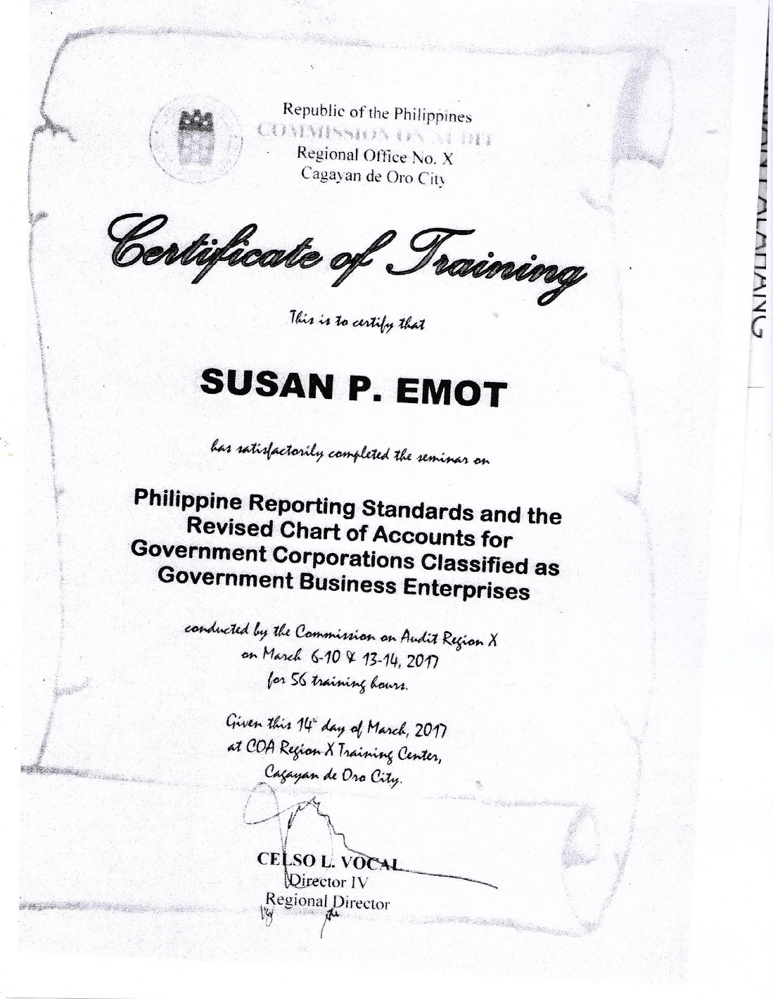 Republic of the Philippines
COMMISSION ON AUDIT
Regional Office No. X
Cagayan de Oro City
Certificate of Training
This is to certify that
SUSAN P. EMOT
has satisfactorily completed the seminar on
Philippine Reporting Standards and the
Revised Chart of Accounts for
Government Corporations Classified as
Government Business Enterprises
conducted by the Commission on Audit Region X
on March 6-10 & 13-14, 2017
for 56 training hours.
Given this 14th day of March, 2017
at COA Region X Training Center,
Cagayan de Oro City.
CELSO L. VOCAL
Director IV
Regional Director